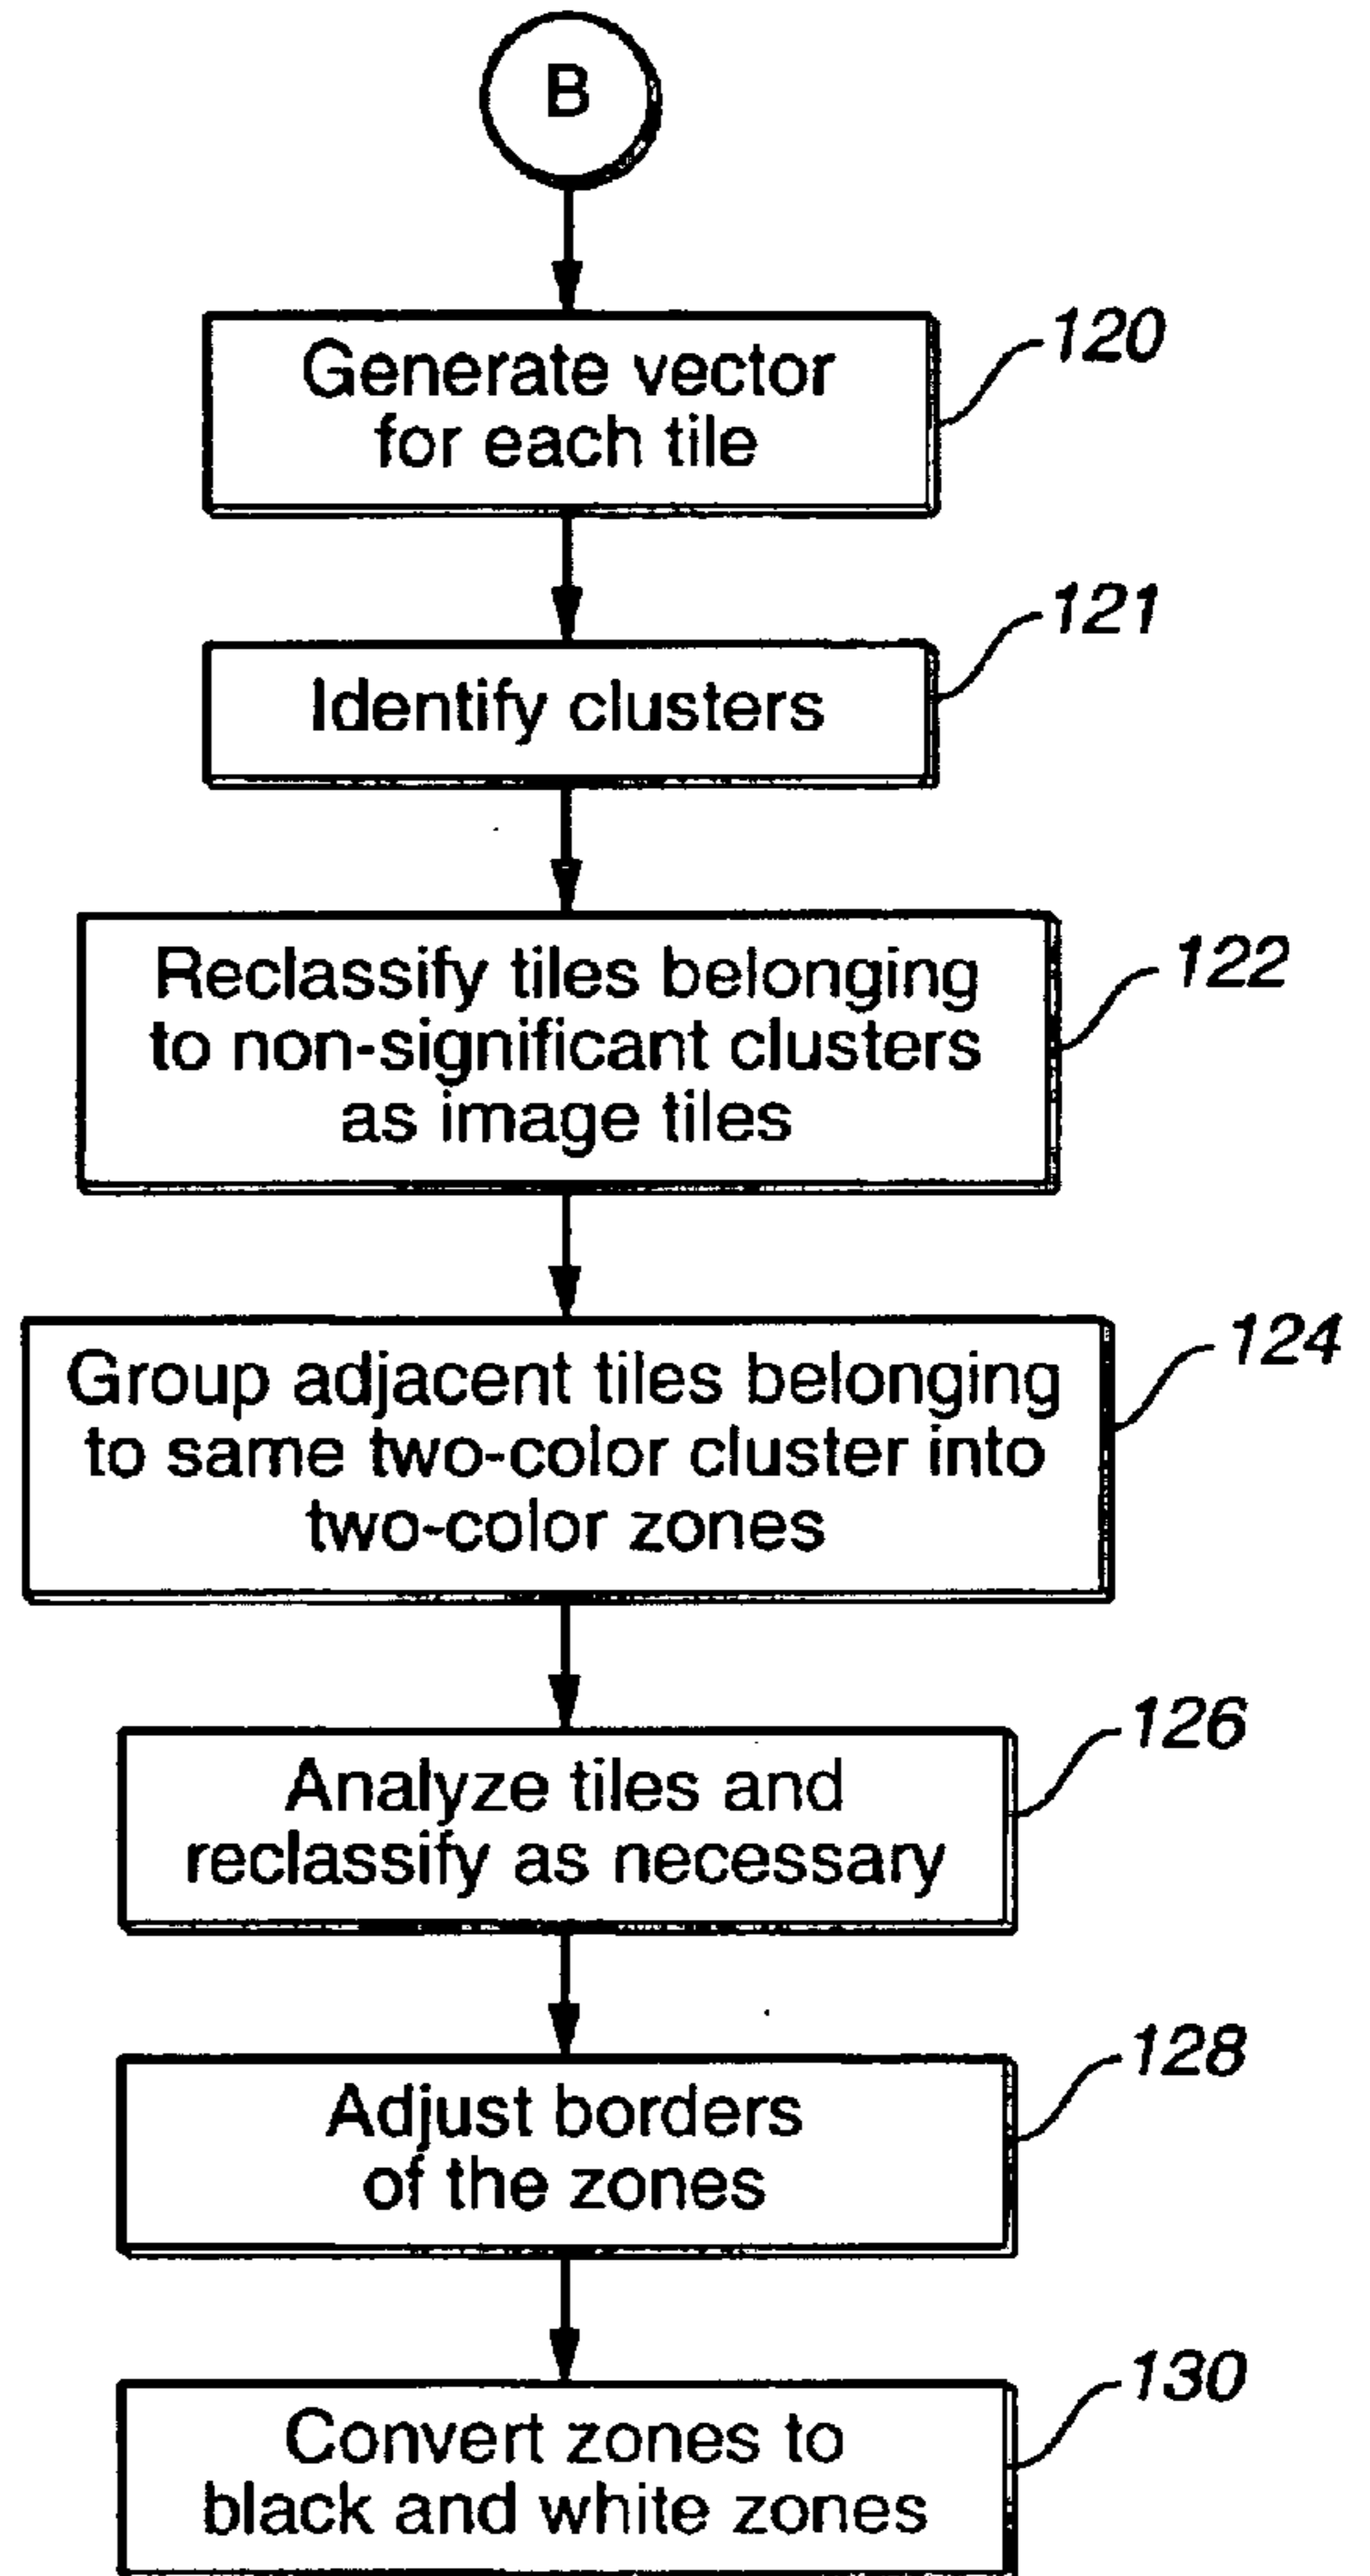 B
Generate vector
for each tile
120
Identify clusters
121
Reclassify tiles belonging
to non-significant clusters
as image tiles
122
Group adjacent tiles belonging
to same two-color cluster into
two-color zones
124
Analyze tiles and
reclassify as necessary
126
Adjust borders
of the zones
128
Convert zones to
black and white zones
130